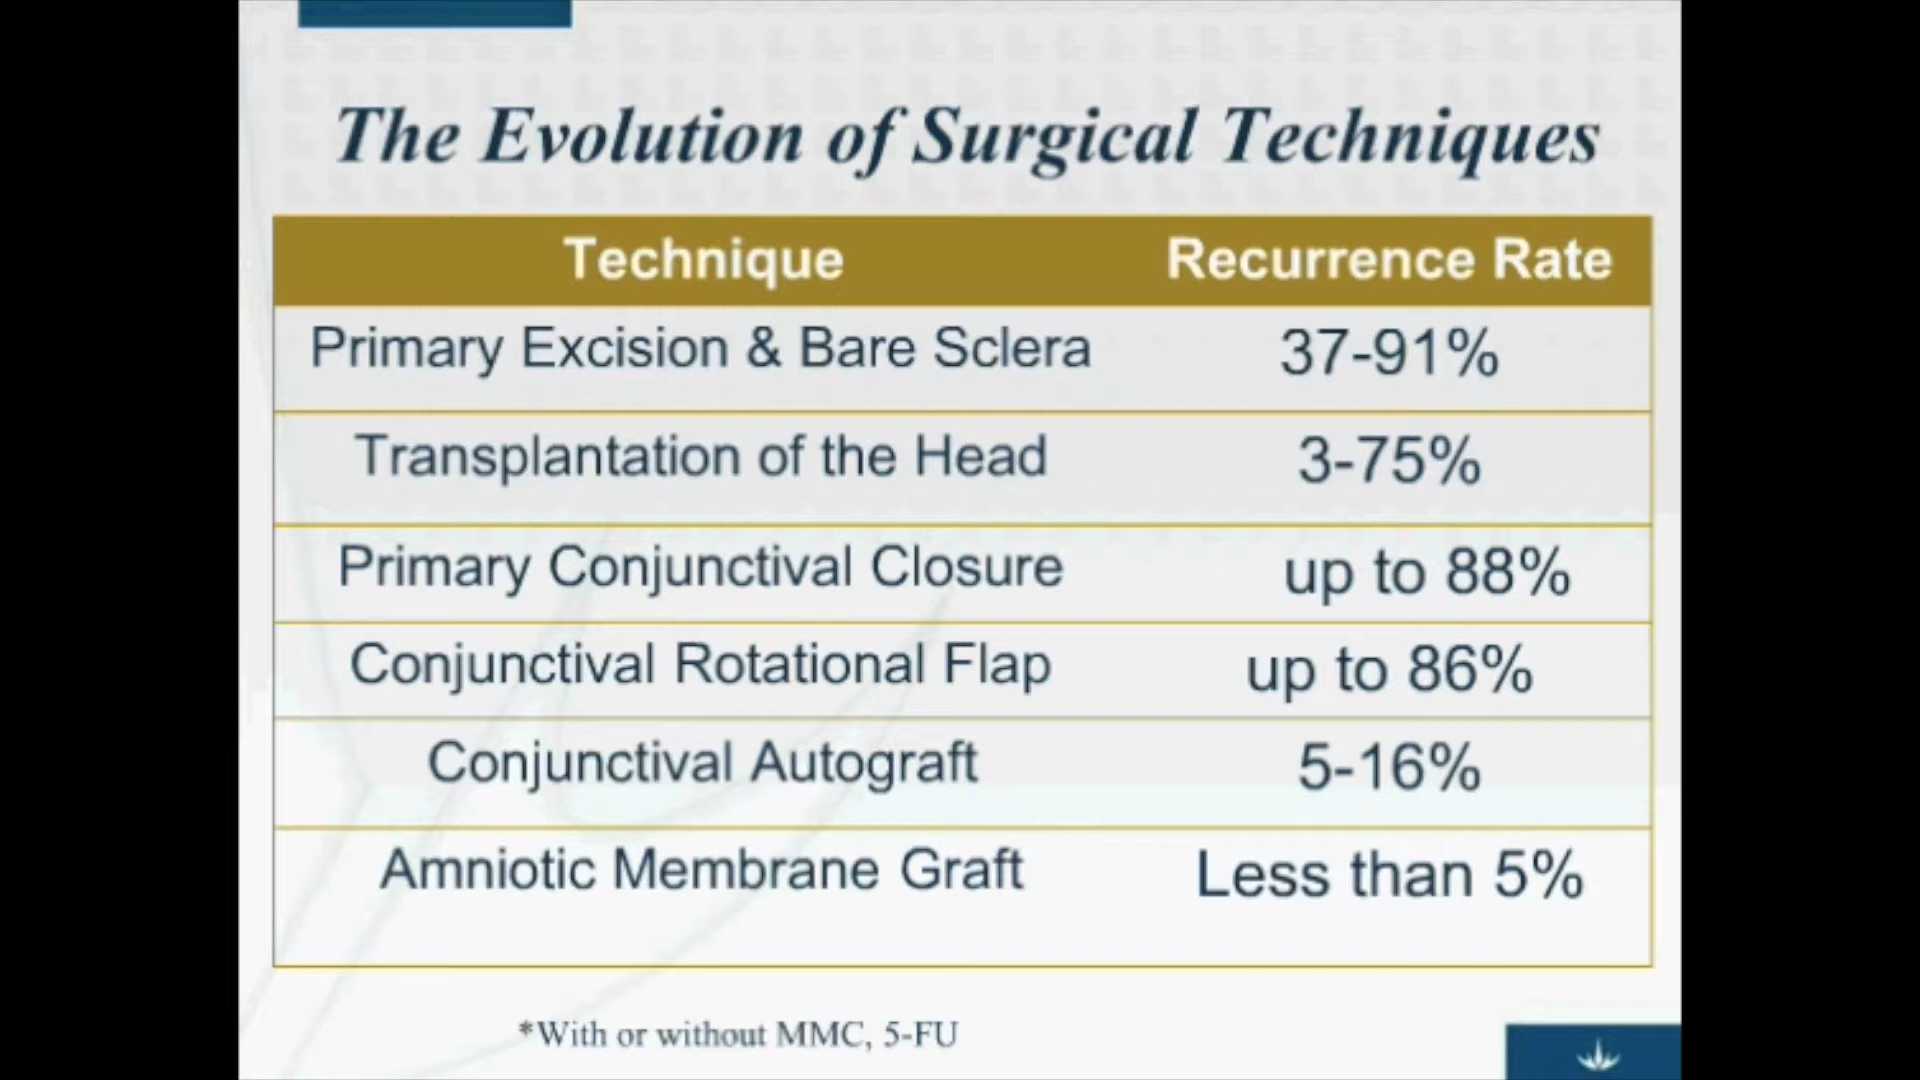 The Evolution of Surgical Techniques
Technique Recurrence Rate
Primary Excision & Bare Sclera 37-91%
Transplantation of the Head 3-75%
Primary Conjunctival Closure up to 88%
Conjunctival Rotational Flap up to 86%
Conjunctival Autograft 5-16%
Amniotic Membrane Graft Less than 5%
*With or without MMC, 5-FU